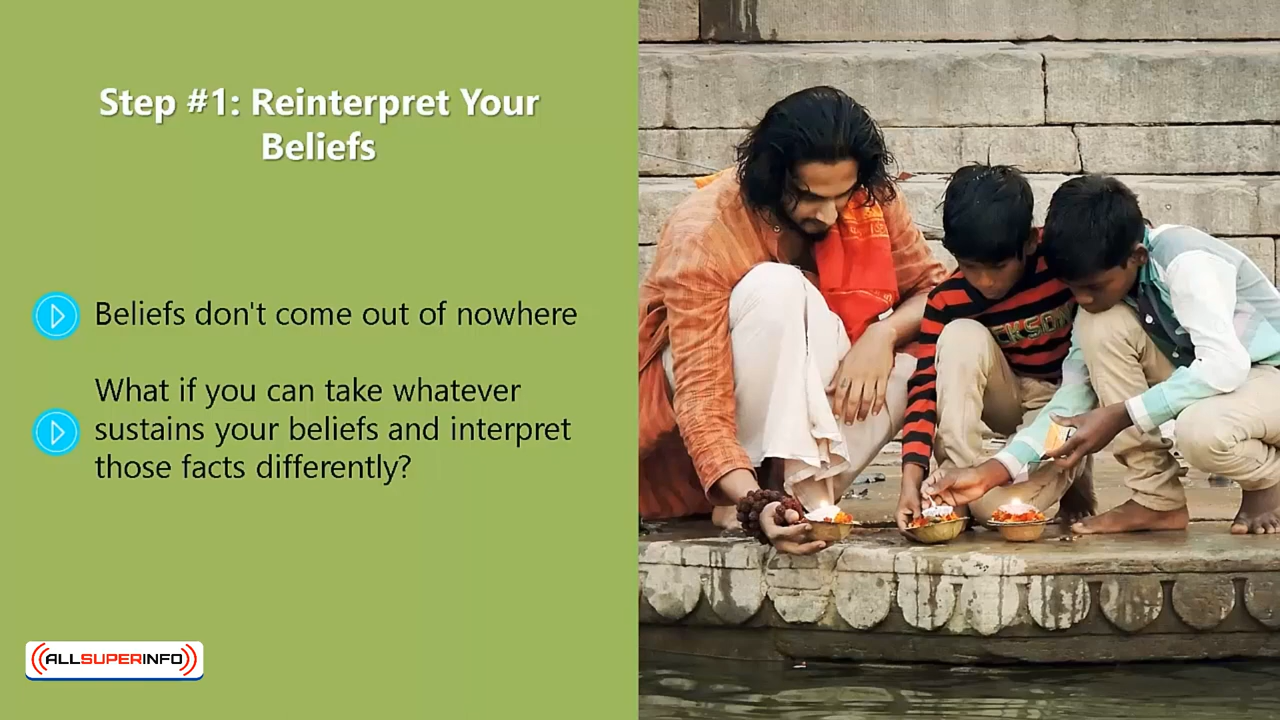 Step #1: Reinterpret Your
Beliefs
Beliefs don't come out of nowhere
What if you can take whatever
sustains your beliefs and interpret
those facts differently?
ALLSUPERINFO